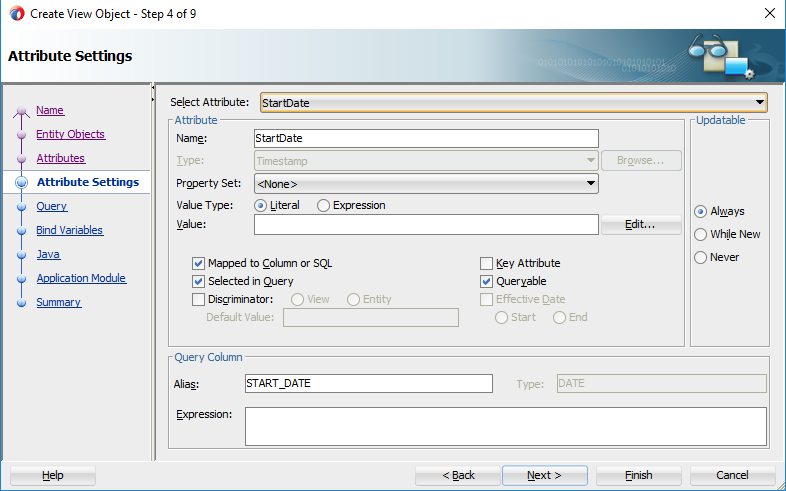 Create View Object - Step 4 of 9
Attribute Settings
Name
Entity Objects
Attributes
Attribute Settings
Query
Bind Variables
Java
Application Module
Summary
Select Attribute: StartDate
Attribute
Name: StartDate
Type: Timestamp Browse...
Property Set: <None>
Value Type: Literal Expression
Value: Edit...
Mapped to Column or SQL Key Attribute
Selected in Query Queryable
Discriminator: View Entity Effective Date
Default Value: Start End
Updatable
Always
While New
Never
Query Column
Alias: START_DATE Type: DATE
Expression:
Help < Back Next > Finish Cancel